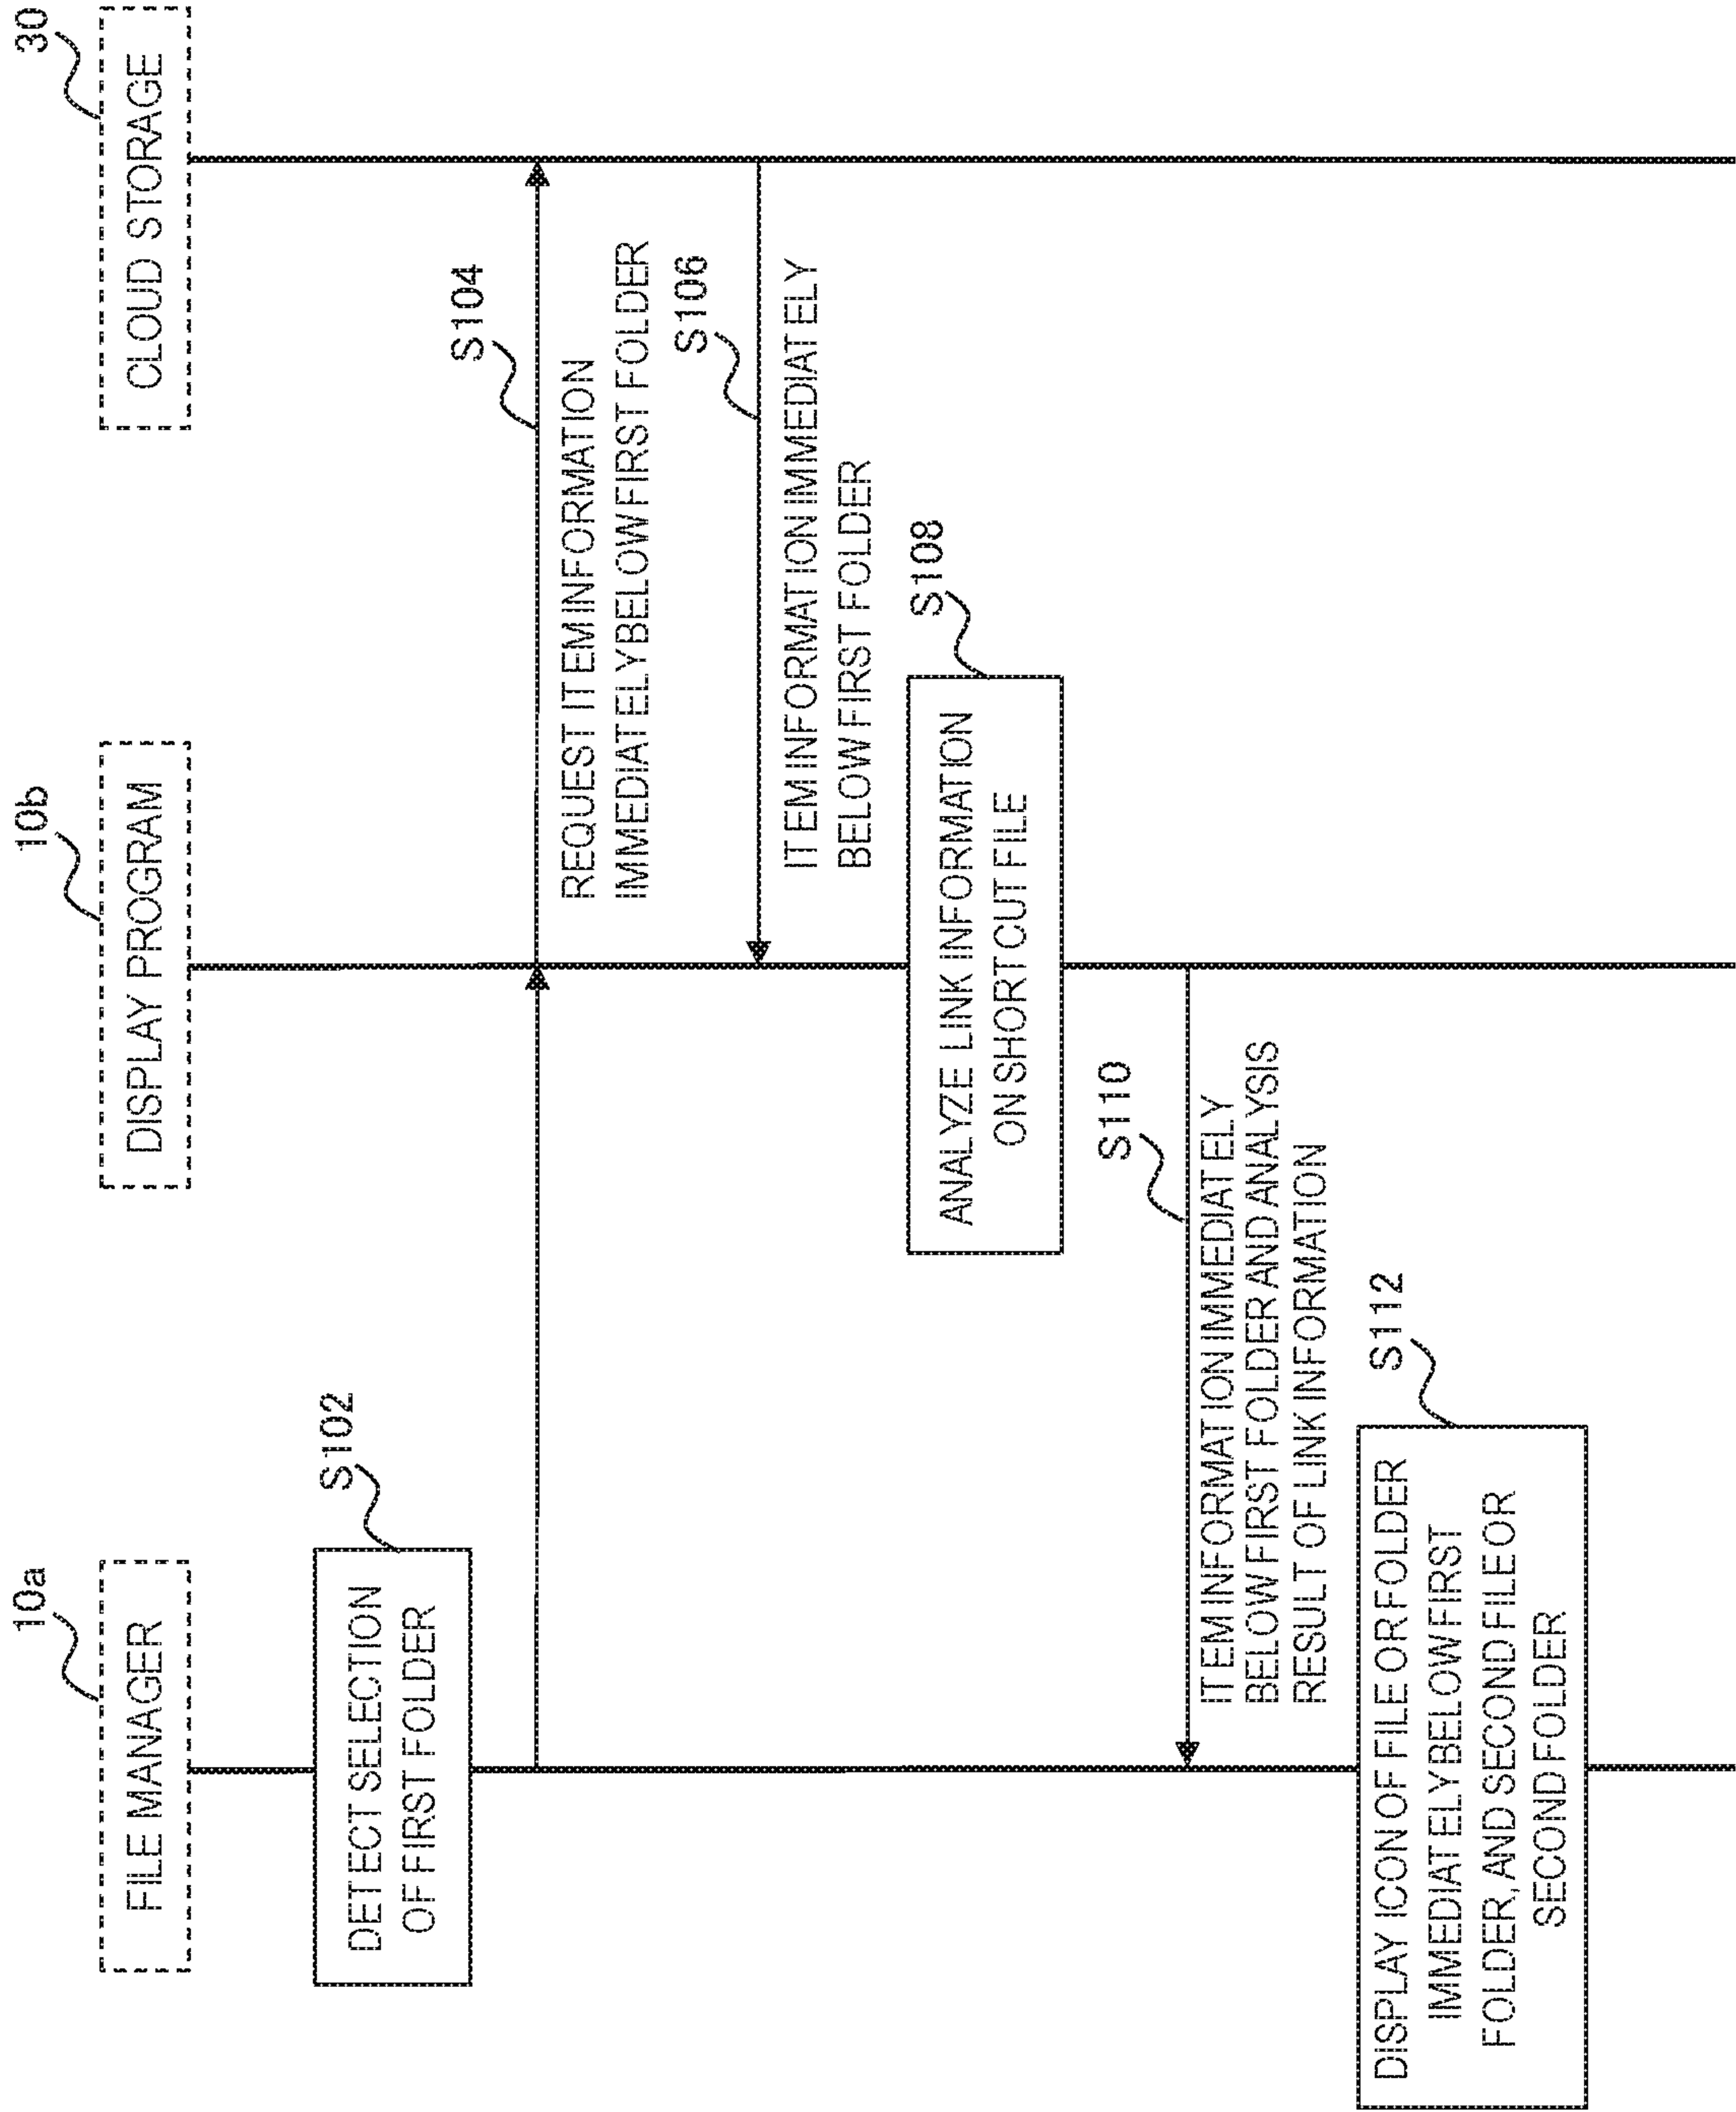 10a
FILE MANAGER
10b
DISPLAY PROGRAM
30
CLOUD STORAGE
S102
DETECT SELECTION
OF FIRST FOLDER
S104
REQUEST ITEM INFORMATION
IMMEDIATELY BELOW FIRST FOLDER
S106
ITEM INFORMATION IMMEDIATELY
BELOW FIRST FOLDER
S108
ANALYZE LINK INFORMATION
ON SHORTCUT FILE
S110
ITEM INFORMATION IMMEDIATELY
BELOW FIRST FOLDER AND ANALYSIS
RESULT OF LINK INFORMATION
S112
DISPLAY ICON OF FILE OR FOLDER
IMMEDIATELY BELOW FIRST
FOLDER, AND SECOND FILE OR
SECOND FOLDER